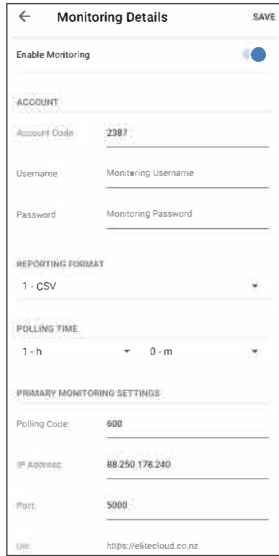 ← Monitoring Details SAVE
Enable Monitoring
ACCOUNT
Account Code 2387
Username Monitoring Username
Password Monitoring Password
REPORTING FORMAT
1 - CSV
POLLING TIME
1 - h 0 - m
PRIMARY MONITORING SETTINGS
Polling Code 600
IP Address: 88.250.178.240
Port: 5000
URI https://elitecloud.co.nz